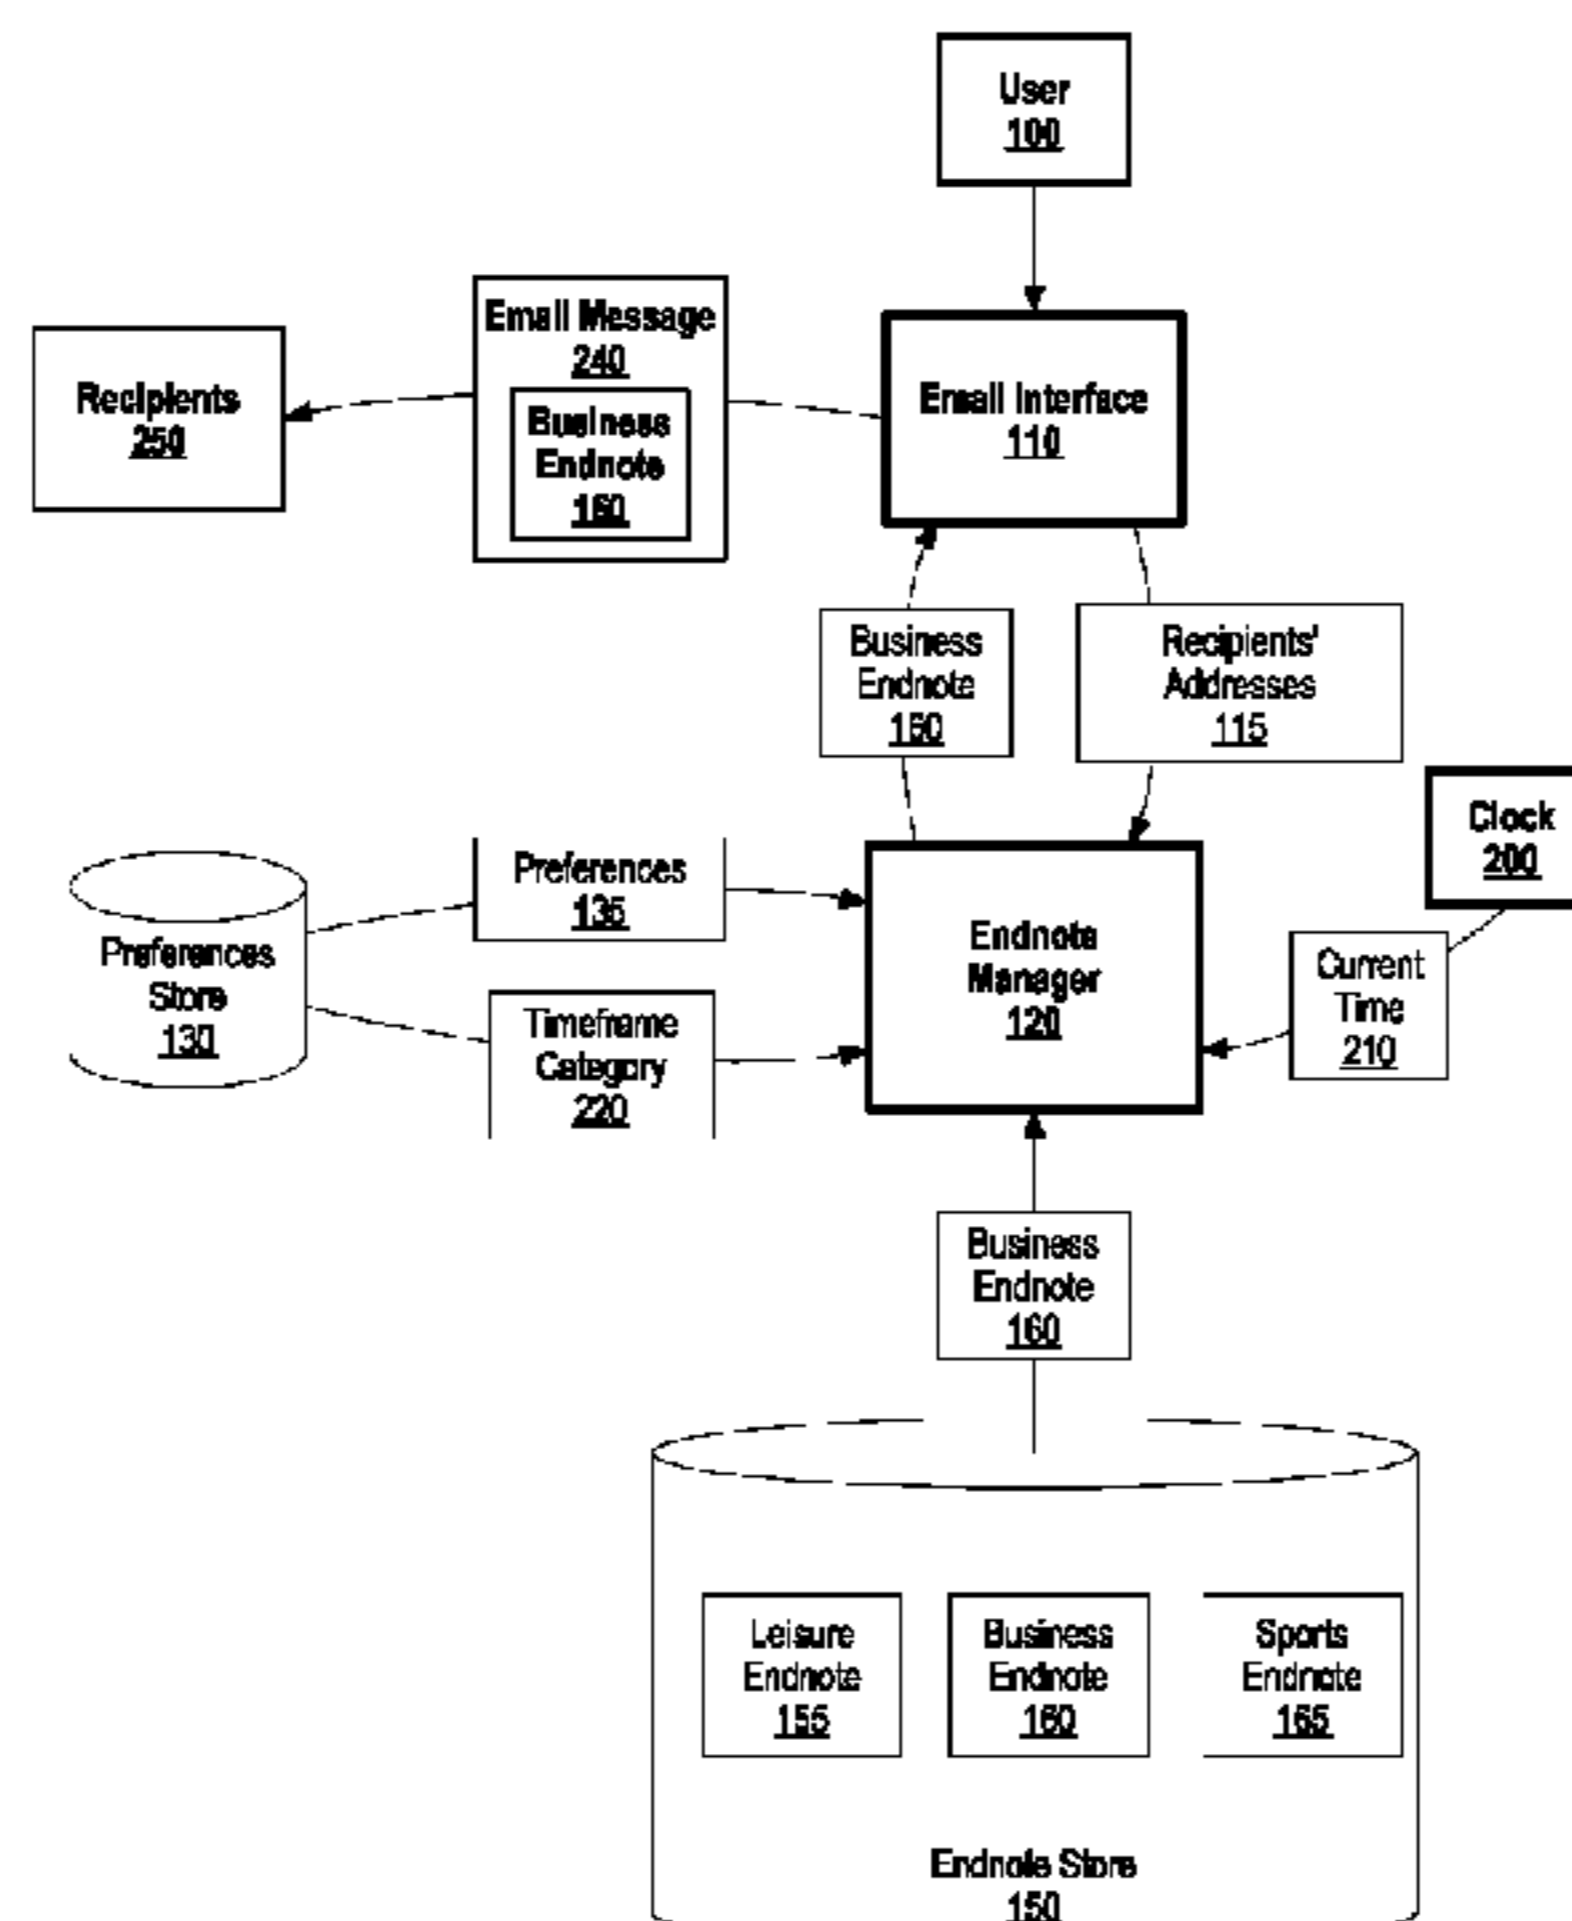 User
100
Email Message
240
Business
Endnote
160
Recipients
250
Email Interface
110
Business
Endnote
160
Recipients'
Addresses
115
Clock
200
Preferences
135
Preferences
Store
130
Timeframe
Category
220
Endnote
Manager
120
Current
Time
210
Business
Endnote
160
Leisure
Endnote
155
Business
Endnote
160
Sports
Endnote
165
Endnote Store
150